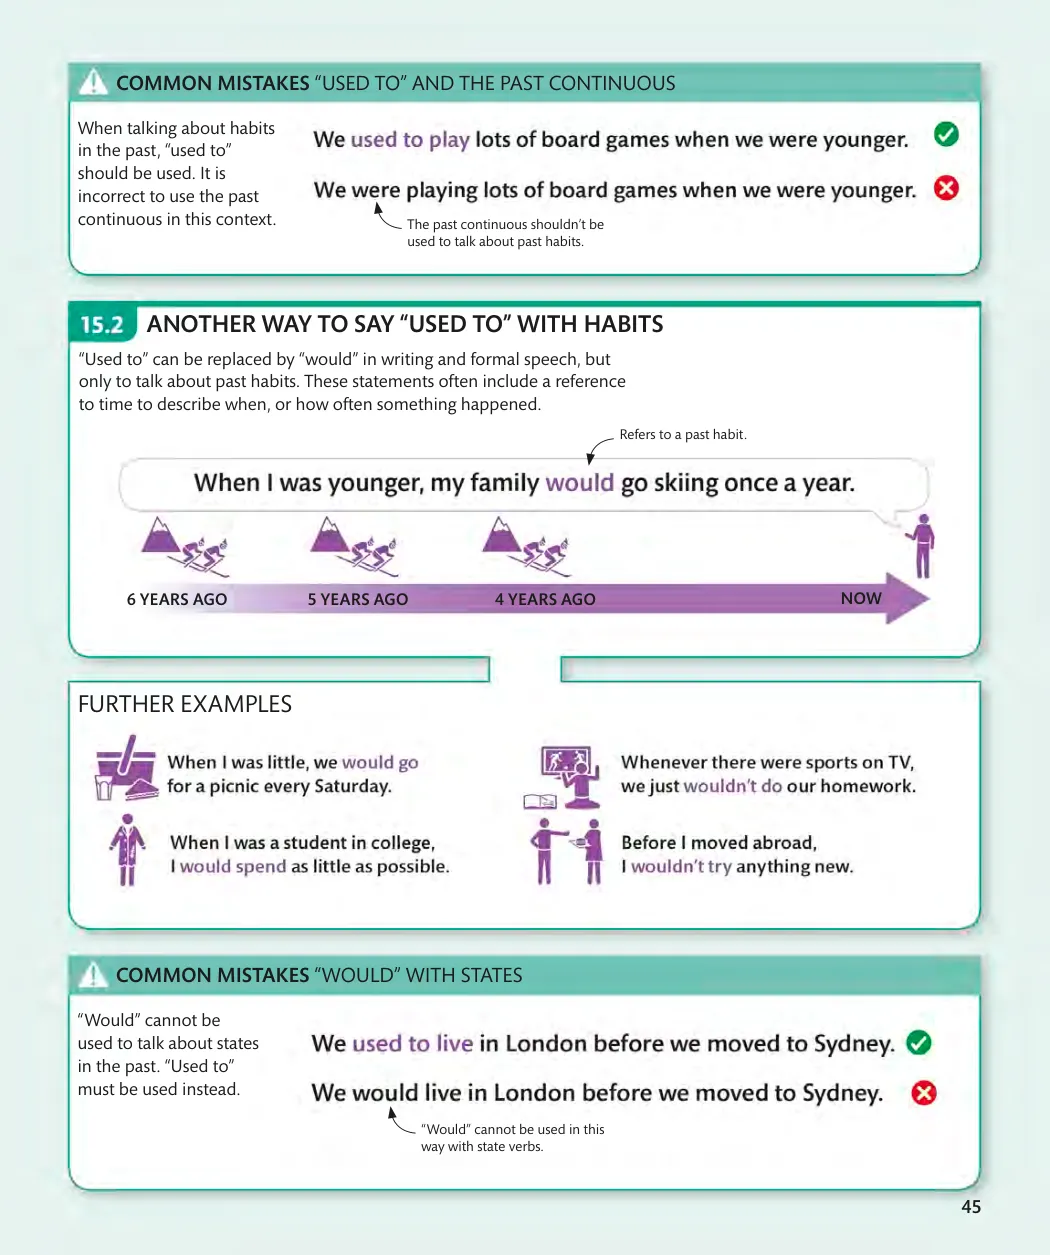 COMMON MISTAKES “USED TO” AND THE PAST CONTINUOUS
When talking about habits
in the past, “used to”
should be used. It is
incorrect to use the past
continuous in this context.
We used to play lots of board games when we were younger.
We were playing lots of board games when we were younger.
The past continuous shouldn’t be
used to talk about past habits.
15.2 ANOTHER WAY TO SAY “USED TO” WITH HABITS
“Used to” can be replaced by “would” in writing and formal speech, but
only to talk about past habits. These statements often include a reference
to time to describe when, or how often something happened.
Refers to a past habit.
When I was younger, my family would go skiing once a year.
6 YEARS AGO 5 YEARS AGO 4 YEARS AGO NOW
FURTHER EXAMPLES
When I was little, we would go
for a picnic every Saturday.
Whenever there were sports on TV,
we just wouldn’t do our homework.
When I was a student in college,
I would spend as little as possible.
Before I moved abroad,
I wouldn’t try anything new.
COMMON MISTAKES “WOULD” WITH STATES
“Would” cannot be
used to talk about states
in the past. “Used to”
must be used instead.
We used to live in London before we moved to Sydney.
We would live in London before we moved to Sydney.
“Would” cannot be used in this
way with state verbs.
45